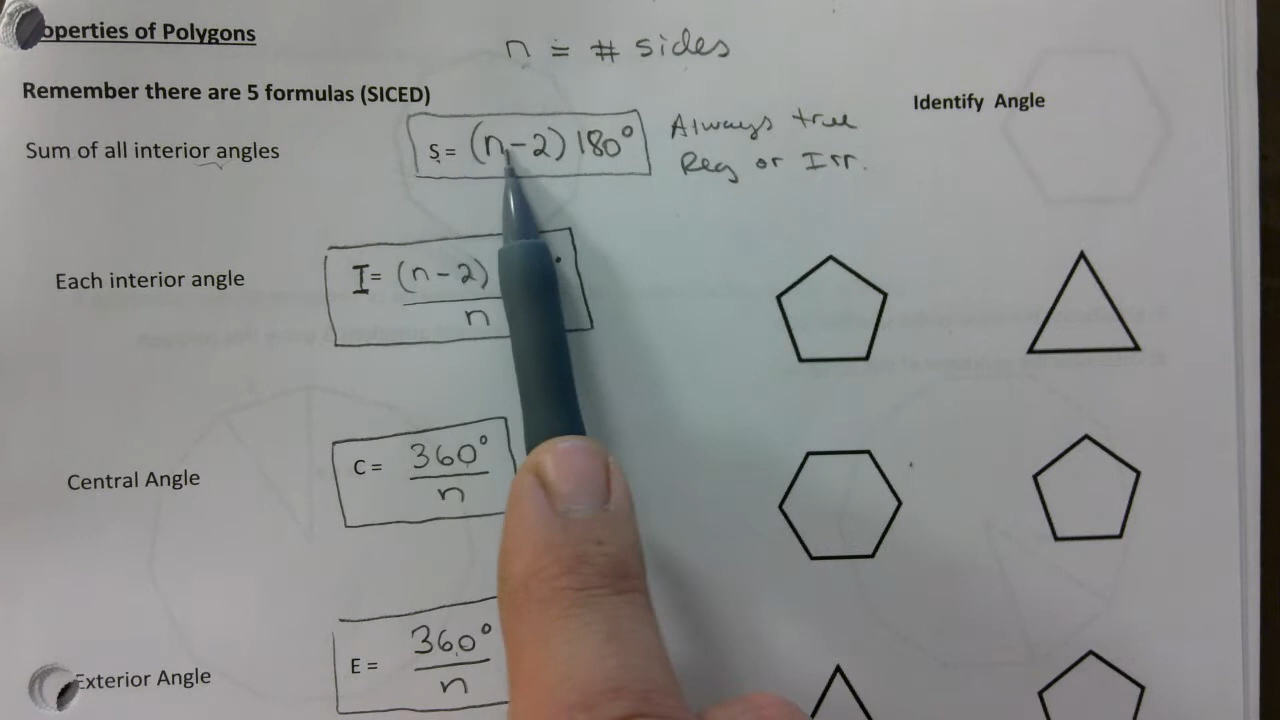 operties of Polygons
n = # sides
Remember there are 5 formulas (SICED)
Identify Angle
Sum of all interior angles
S = (n-2) 180°
Always true
Reg or Irr.
Each interior angle
I = (n-2)
n
Central Angle
C = 360°
n
Exterior Angle
E = 360°
n